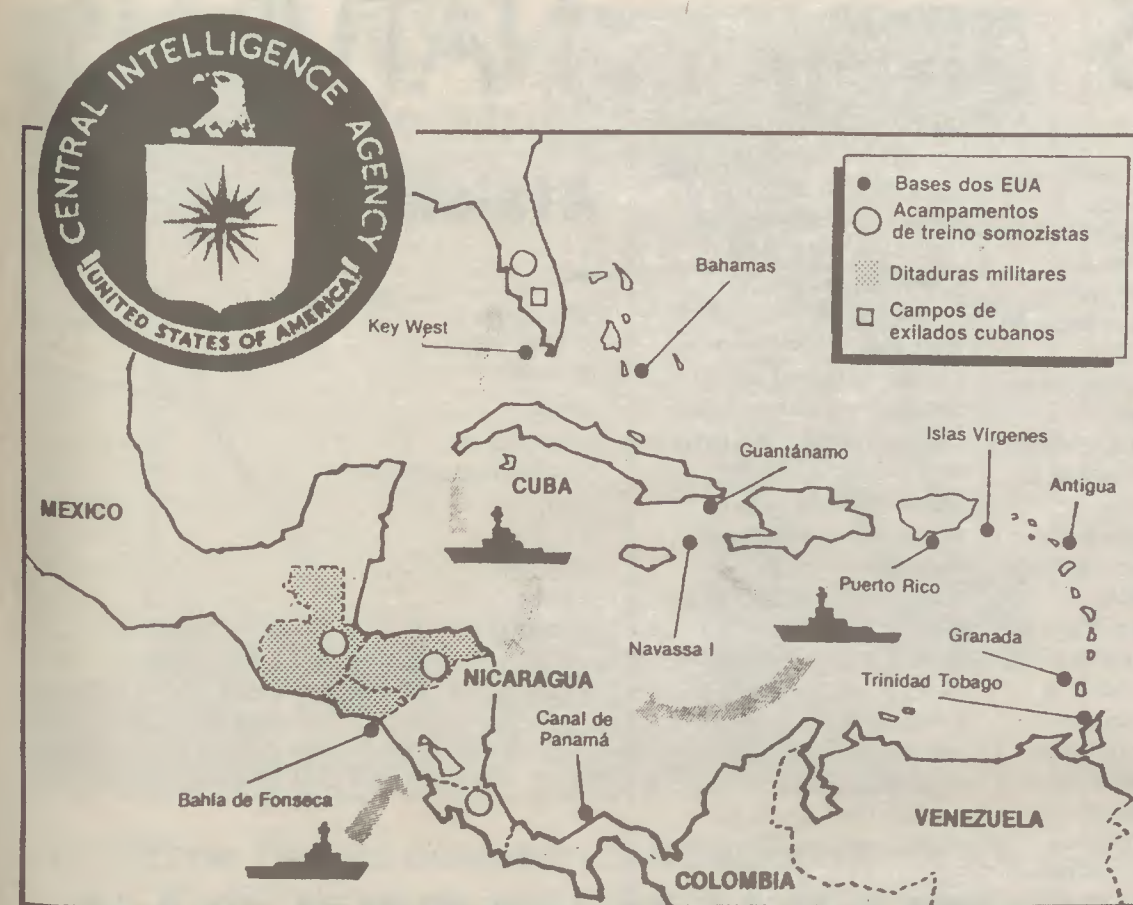 CENTRAL INTELLIGENCE AGENCY
UNITED STATES OF AMERICA
Bases dos EUA
Acampamentos
de treino somozistas
Ditaduras militares
Campos de
exilados cubanos
Bahamas
Key West
Islas Virgenes
Guantánamo
Antigua
CUBA
MEXICO
Puerto Rico
Navassa I
Granada
NICARAGUA
Trinidad Tobago
Canal de
Panamá
Bahía de Fonseca
VENEZUELA
COLOMBIA